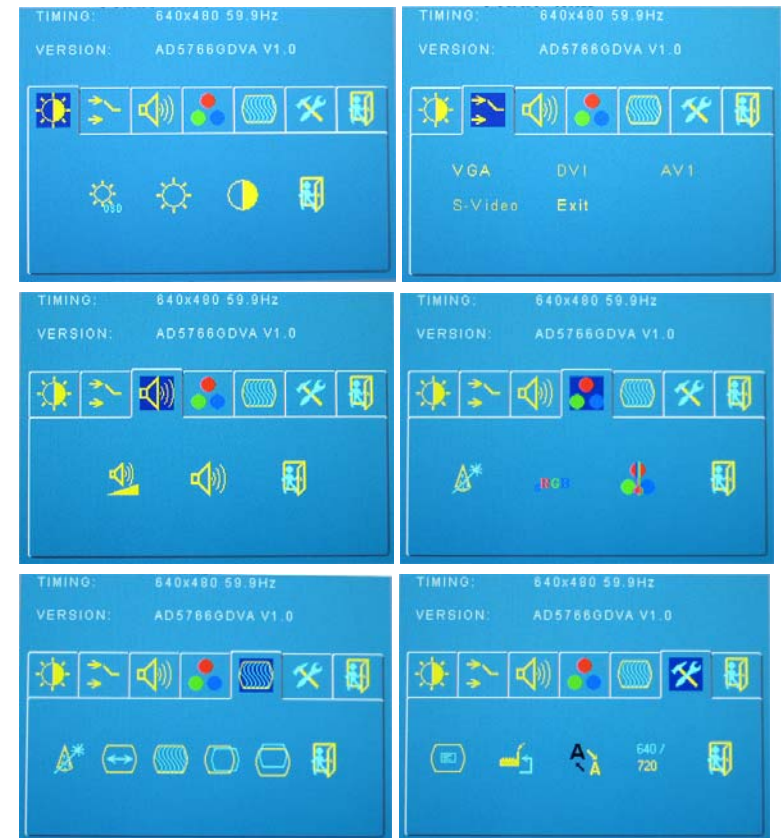 TIMING: 640x480 59.9Hz
VERSION: AD5766GDVA V1.0
OSD
TIMING: 640x480 59.9Hz
VERSION: AD5766GDVA V1.0
VGA DVI AV1
S-Video Exit
TIMING: 640x480 59.9Hz
VERSION: AD5766GDVA V1.0
TIMING: 640x480 59.9Hz
VERSION: AD5766GDVA V1.0
RGB
TIMING: 640x480 59.9Hz
VERSION: AD5766GDVA V1.0
TIMING: 640x480 59.9Hz
VERSION: AD5766GDVA V1.0
A A
640/
720